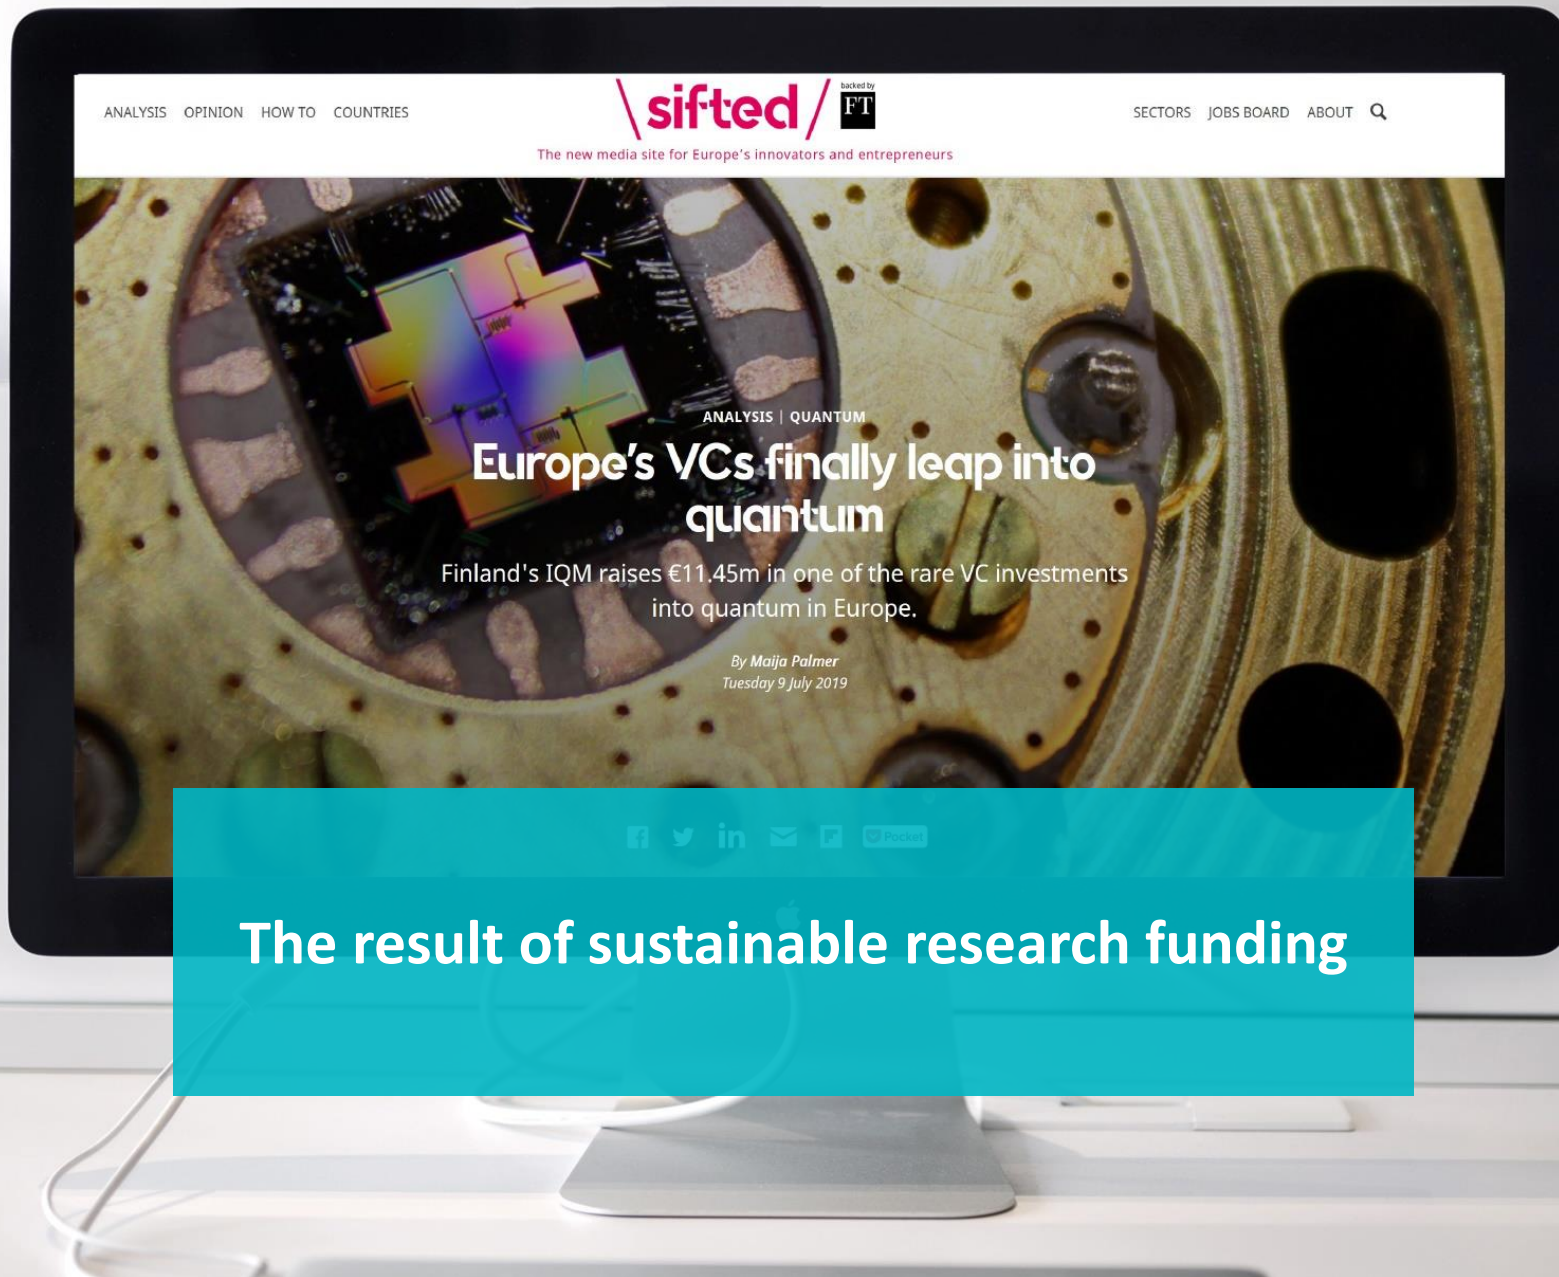 ANALYSIS OPINION HOW TO COUNTRIES
\sifted/
backed by
FT
SECTORS JOBS BOARD ABOUT
The new media site for Europe's innovators and entrepreneurs
ANALYSIS | QUANTUM
Europe's VCs finally leap into
quantum
Finland's IQM raises €11.45m in one of the rare VC investments
into quantum in Europe.
By Maija Palmer
Tuesday 9 July 2019
in
Pocket
The result of sustainable research funding